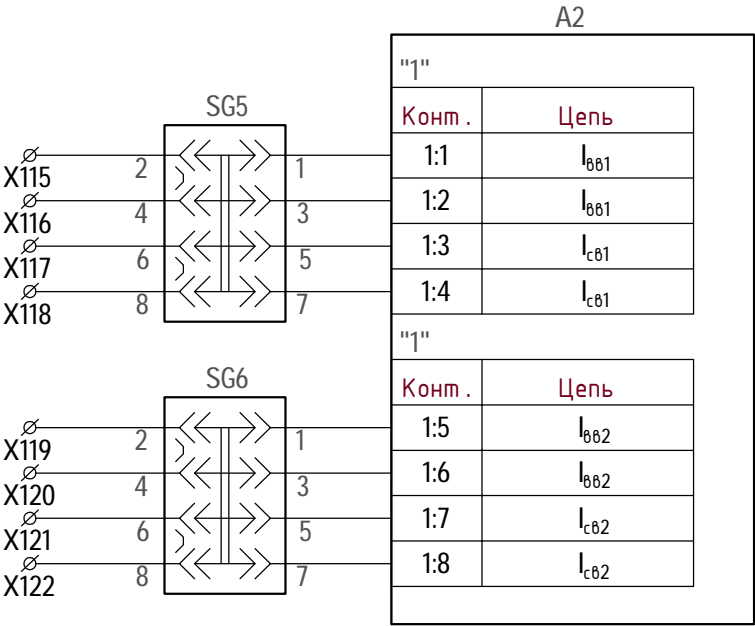 A2
"1"
SG5
Конт. Цепь
X115 2 1 1:1 Iвв1
X116 4 3 1:2 Iвв1
X117 6 5 1:3 Iсв1
X118 8 7 1:4 Iсв1
"1"
SG6
Конт. Цепь
X119 2 1 1:5 Iвв2
X120 4 3 1:6 Iвв2
X121 6 5 1:7 Iсв2
X122 8 7 1:8 Iсв2